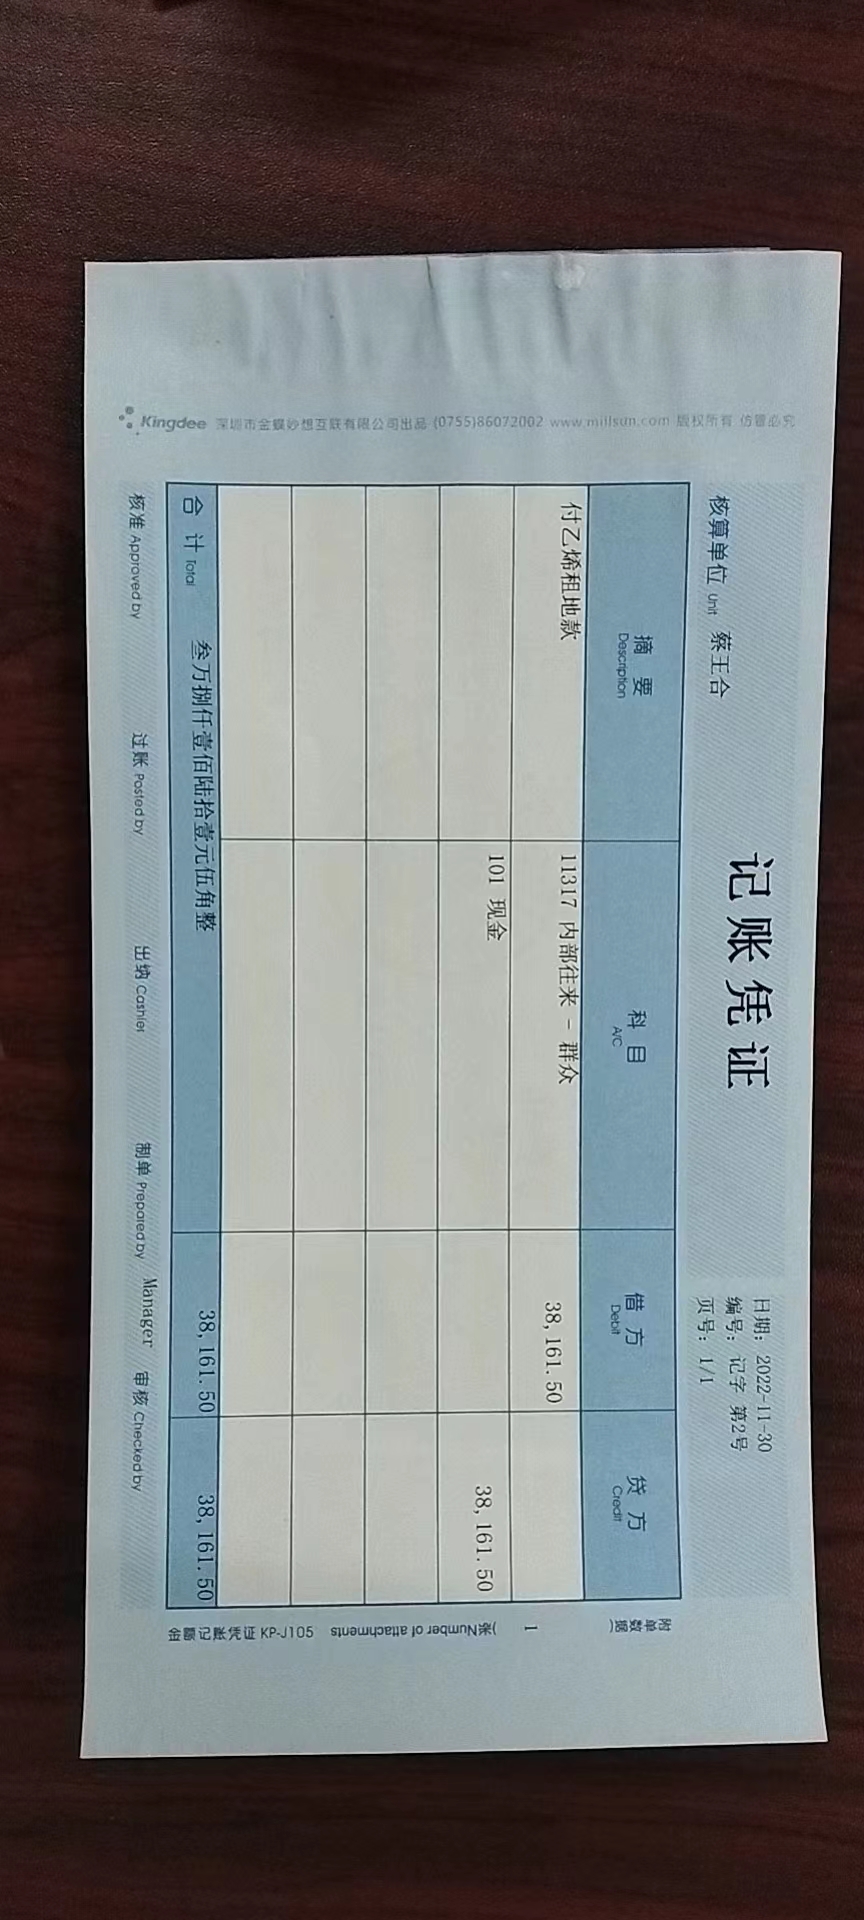 记账凭证
日期：2022-11-30
编号：记字 第2号
页号：1/1
核算单位 Unit 蔡王合
摘要 Description 科目 A/C 借方 Debit 贷方 Credit
付乙烯租地款 11317 内部往来 - 群众 38,161.50
101 现金 38,161.50
合计 Total 叁万捌仟壹佰陆拾壹元伍角整 38,161.50 38,161.50
核准 Approved by 过账 Posted by 出纳 Cashier 制单 Prepared by Manager 审核 Checked by
附单据数( 1 张)Number of attachments
金蝶记账凭证 KP-J105
Kingdee 深圳市金蝶妙想互联有限公司出品 (0755)86072002 www.millsun.com 版权所有 仿冒必究